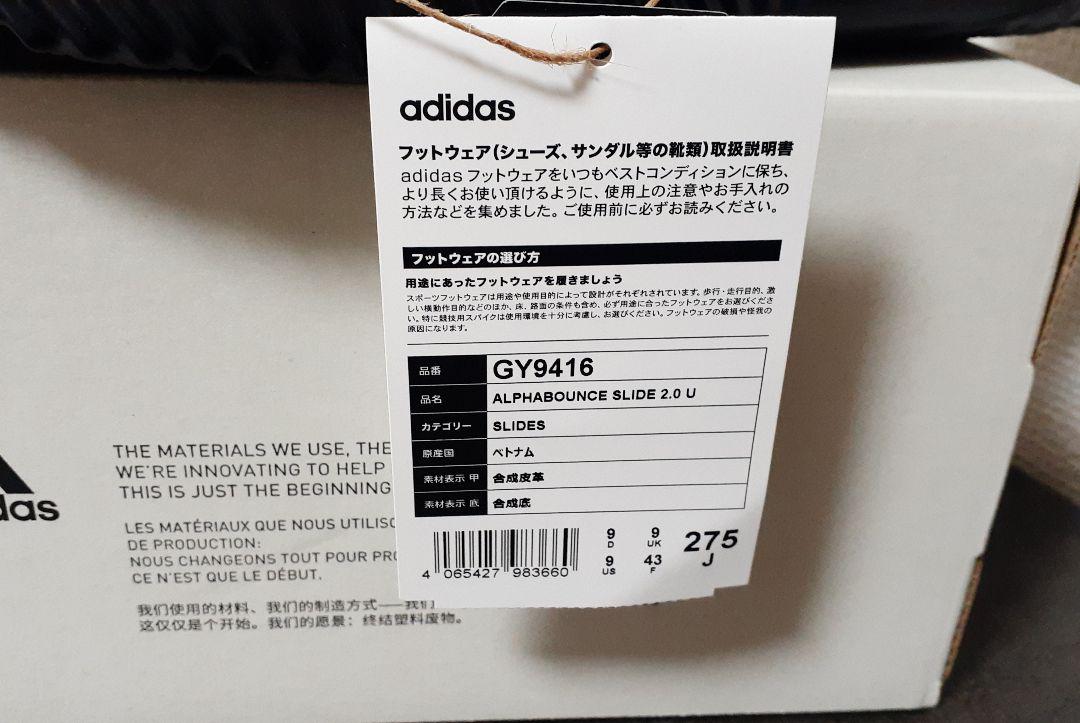 adidas
フットウェア(シューズ、サンダル等の靴類)取扱説明書
adidas フットウェアをいつもベストコンディションに保ち、
より長くお使い頂けるように、使用上の注意やお手入れの
方法などを集めました。ご使用前に必ずお読みください。
フットウェアの選び方
用途にあったフットウェアを履きましょう
スポーツフットウェアは用途や使用目的によって設計がそれぞれされています。歩行・走行目的、激
しい横動作目的などのほか、床、路面の条件も含め、必ず用途に合ったフットウェアをお選びくださ
い。特に競技用スパイクは使用環境を十分に考慮し、お選びください。フットウェアの破損や怪我の
原因になります。
品番 GY9416
品名 ALPHABOUNCE SLIDE 2.0 U
カテゴリー SLIDES
原産国 ベトナム
素材表示 甲 合成皮革
素材表示 底 合成底
9 D 9 UK 275 J
9 US 43 F
4 065427 983660
das
THE MATERIALS WE USE, THE
WE'RE INNOVATING TO HELP
THIS IS JUST THE BEGINNING
LES MATÉRIAUX QUE NOUS UTILISO
DE PRODUCTION:
NOUS CHANGEONS TOUT POUR PRO
CE N'EST QUE LE DÉBUT.
我们使用的材料、我们的制造方式——我们
这仅仅是个开始。我们的愿景：终结塑料废物。